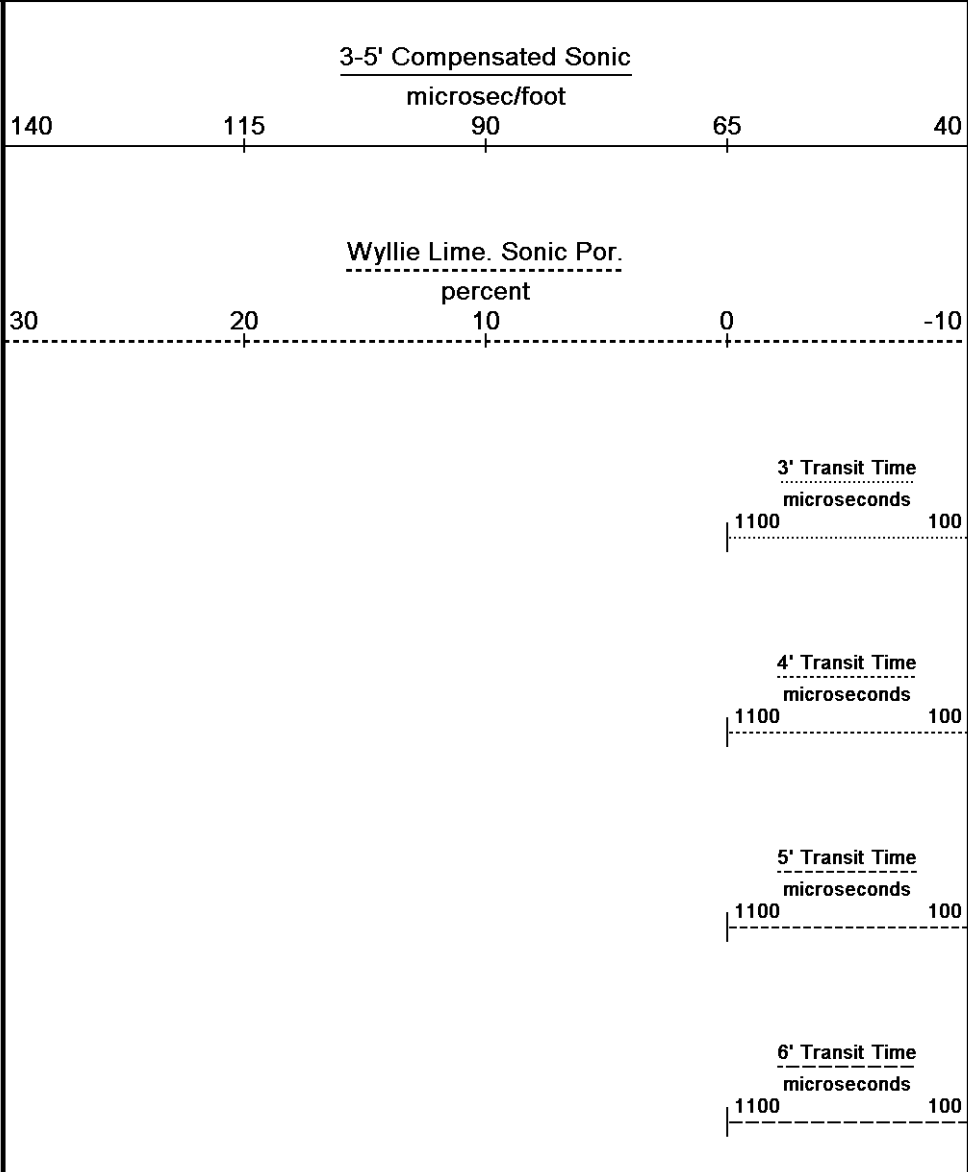 3-5' Compensated Sonic
microsec/foot
140 115 90 65 40
Wyllie Lime. Sonic Por.
percent
30 20 10 0 -10
3' Transit Time
microseconds
1100 100
4' Transit Time
microseconds
1100 100
5' Transit Time
microseconds
1100 100
6' Transit Time
microseconds
1100 100